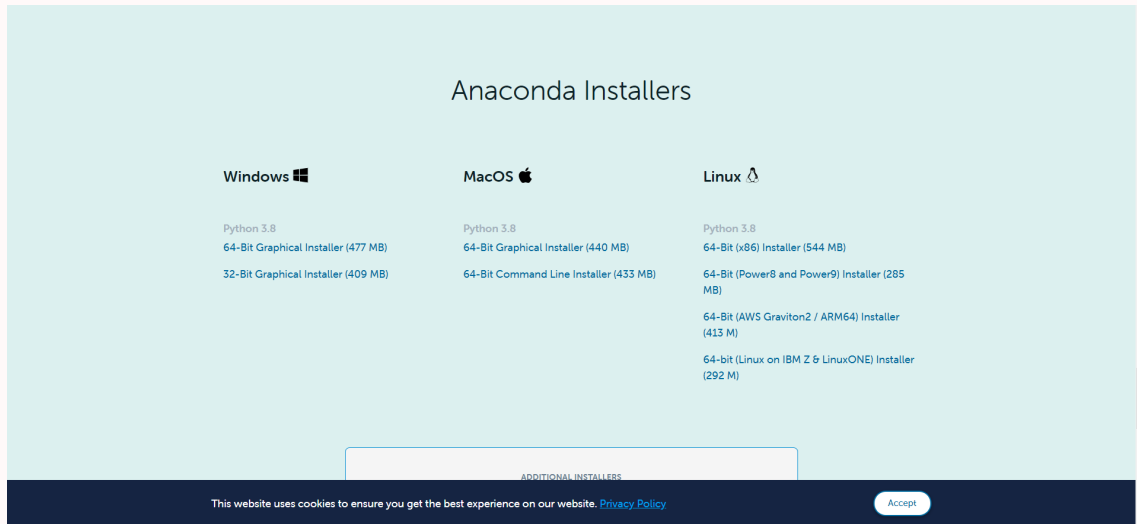 Anaconda Installers
Windows
MacOS
Linux
Python 3.8
64-Bit Graphical Installer (477 MB)
32-Bit Graphical Installer (409 MB)
Python 3.8
64-Bit Graphical Installer (440 MB)
64-Bit Command Line Installer (433 MB)
Python 3.8
64-Bit (x86) Installer (544 MB)
64-Bit (Power8 and Power9) Installer (285
MB)
64-Bit (AWS Graviton2 / ARM64) Installer
(413 M)
64-bit (Linux on IBM Z & LinuxONE) Installer
(292 M)
ADDITIONAL INSTALLERS
This website uses cookies to ensure you get the best experience on our website. Privacy Policy
Accept